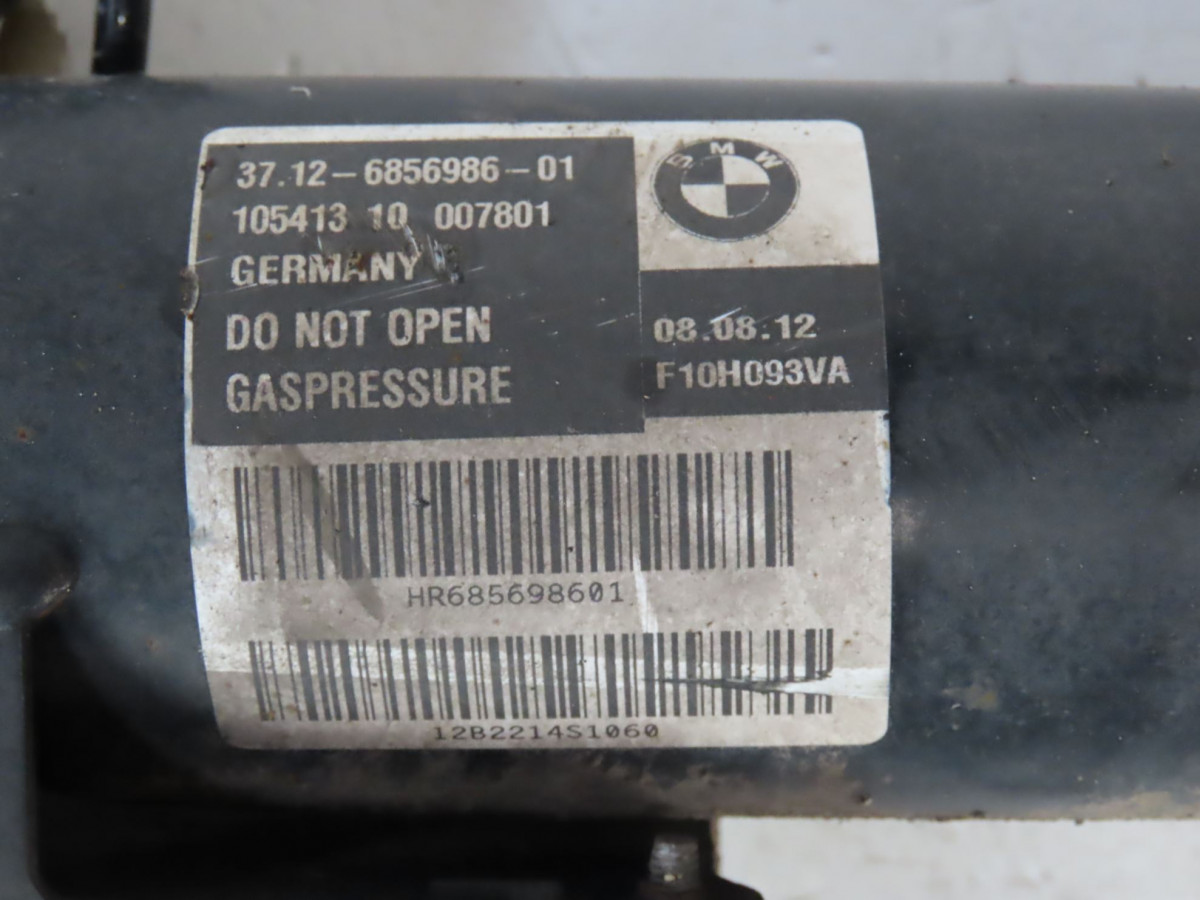 37.12-6856986-01
105413 10 007801
GERMANY
DO NOT OPEN
GASPRESSURE
BMW
08.08.12
F10H093VA
HR685698601
12B2214S1060